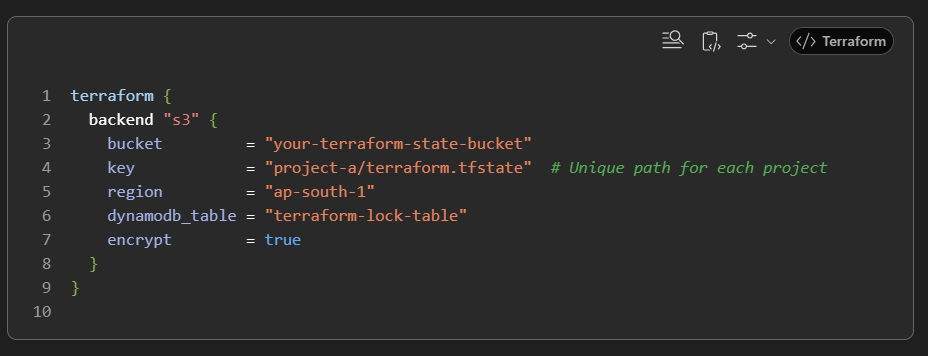 </> Terraform
1 terraform {
2   backend "s3" {
3     bucket         = "your-terraform-state-bucket"
4     key            = "project-a/terraform.tfstate"  # Unique path for each project
5     region         = "ap-south-1"
6     dynamodb_table = "terraform-lock-table"
7     encrypt        = true
8   }
9 }
10